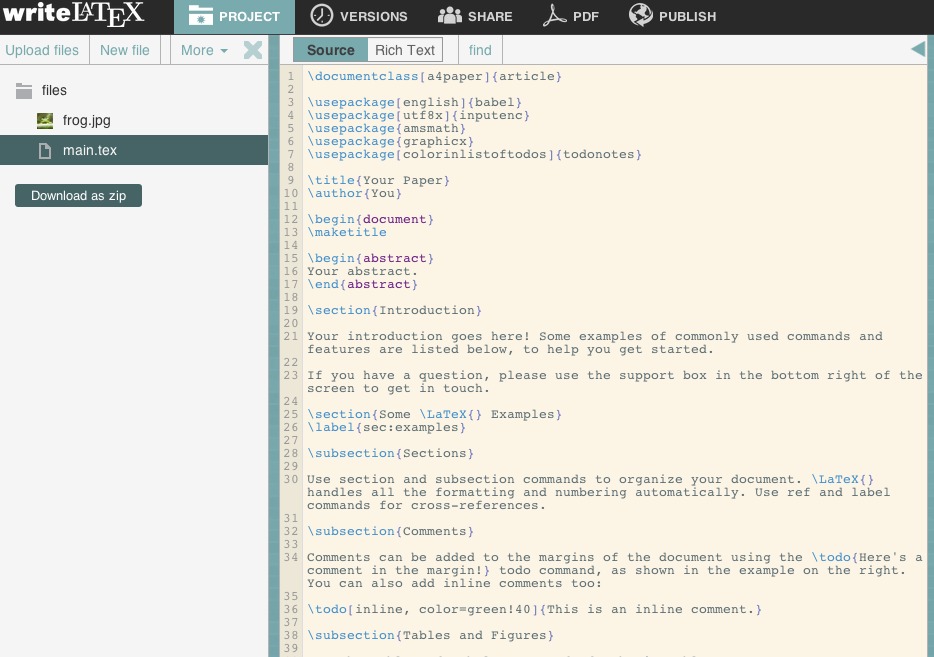 writeLATEX PROJECT VERSIONS SHARE PDF PUBLISH
Upload files New file More Source Rich Text find
files
frog.jpg
main.tex
Download as zip
1 \documentclass[a4paper]{article}
2
3 \usepackage[english]{babel}
4 \usepackage[utf8x]{inputenc}
5 \usepackage{amsmath}
6 \usepackage{graphicx}
7 \usepackage[colorinlistoftodos]{todonotes}
8
9 \title{Your Paper}
10 \author{You}
11
12 \begin{document}
13 \maketitle
14
15 \begin{abstract}
16 Your abstract.
17 \end{abstract}
18
19 \section{Introduction}
20
21 Your introduction goes here! Some examples of commonly used commands and
features are listed below, to help you get started.
22
23 If you have a question, please use the support box in the bottom right of the
screen to get in touch.
24
25 \section{Some \LaTeX{} Examples}
26 \label{sec:examples}
27
28 \subsection{Sections}
29
30 Use section and subsection commands to organize your document. \LaTeX{}
handles all the formatting and numbering automatically. Use ref and label
commands for cross-references.
31
32 \subsection{Comments}
33
34 Comments can be added to the margins of the document using the \todo{Here's a
comment in the margin!} todo command, as shown in the example on the right.
You can also add inline comments too:
35
36 \todo[inline, color=green!40]{This is an inline comment.}
37
38 \subsection{Tables and Figures}
39